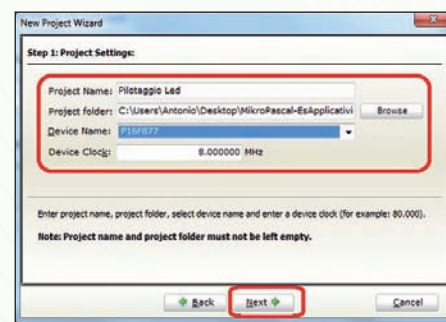 New Project Wizard
Step 1: Project Settings:
Project Name: Pilotaggio Led
Project folder: C:\Users\Antonio\Desktop\MikroPascal-EsApplicativi Browse
Device Name: P16F877
Device Clock: 8.000000 MHz
Enter project name, project folder, select device name and enter a device clock (for example: 80.000).
Note: Project name and project folder must not be left empty.
Back Next Cancel